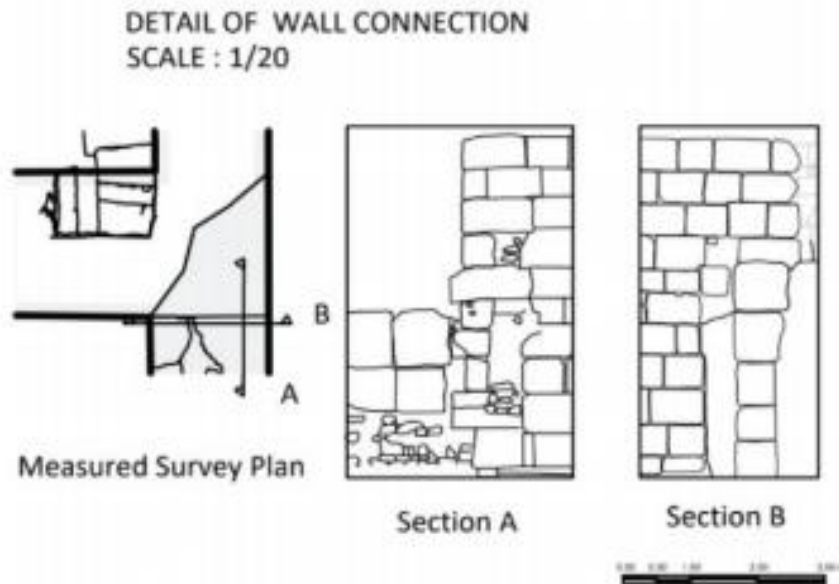 DETAIL OF WALL CONNECTION
SCALE : 1/20
B
A
Measured Survey Plan
Section A
Section B